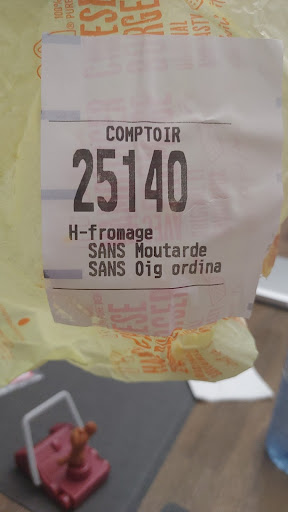 COMPTOIR
25140
H-fromage
SANS Moutarde
SANS Oig ordina